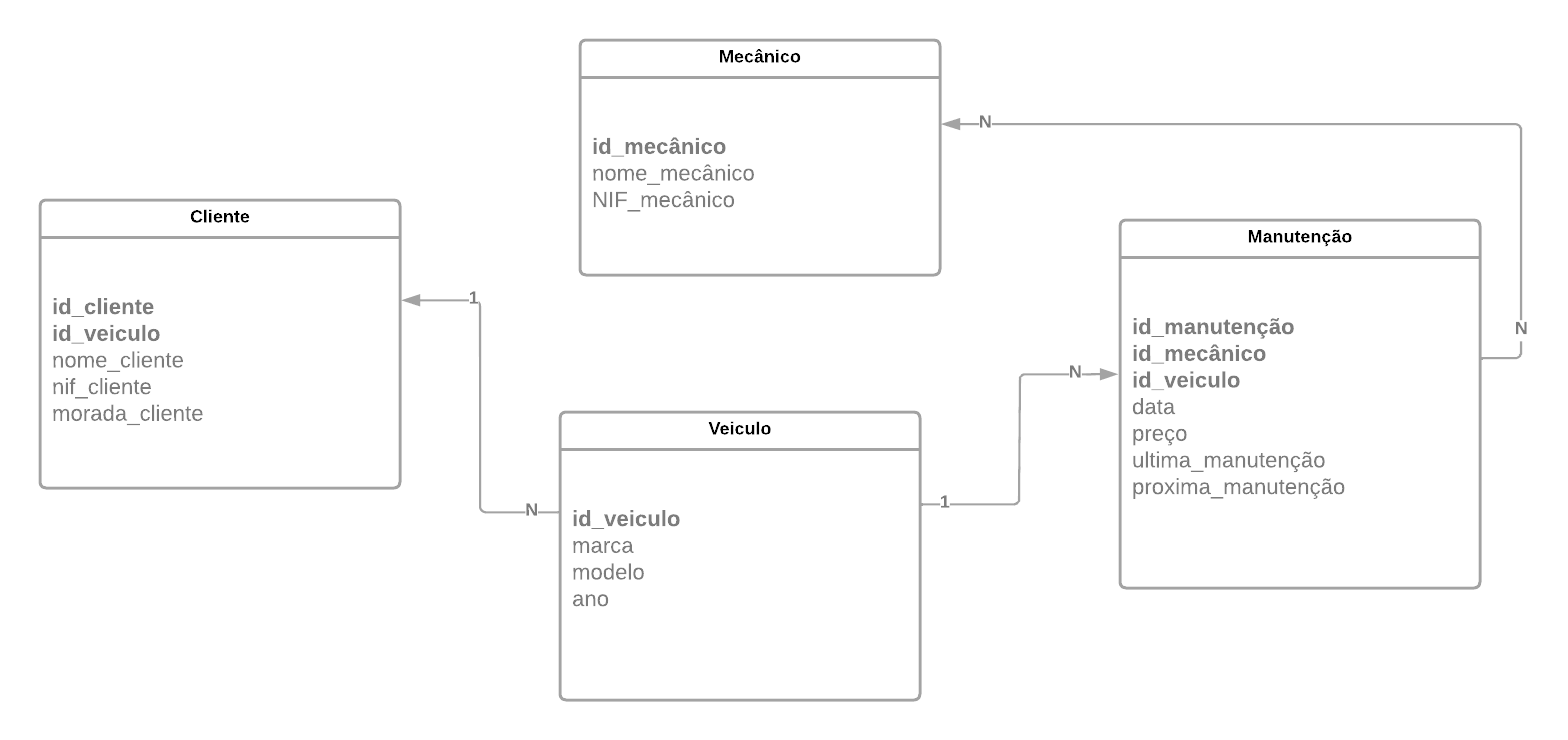 Mecânico
id_mecânico
nome_mecânico
NIF_mecânico
N
Cliente
id_cliente
id_veiculo
nome_cliente
nif_cliente
morada_cliente
1
N
Veiculo
id_veiculo
marca
modelo
ano
1
N
Manutenção
id_manutenção
id_mecânico
id_veiculo
data
preço
ultima_manutenção
proxima_manutenção
N